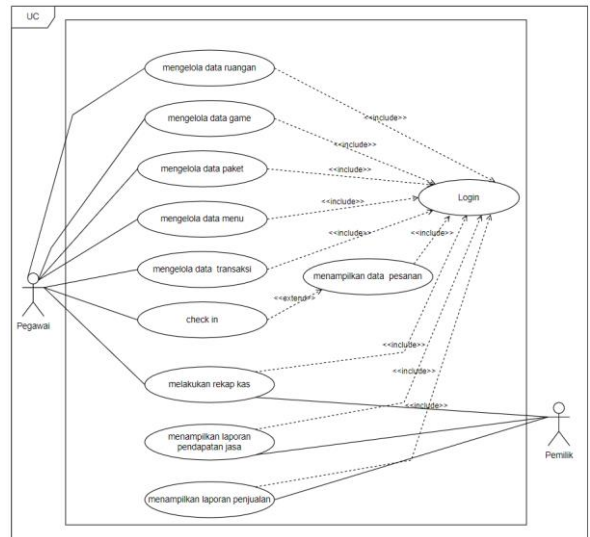 UC
mengelola data ruangan
<<include>>
mengelola data game
<<include>>
mengelola data paket
<<include>>
Login
mengelola data menu
<<include>>
<<include>>
<<include>>
mengelola data transaksi
menampilkan data pesanan
<<extend>>
Pegawai
check in
<<include>>
melakukan rekap kas
<<include>>
<<include>>
menampilkan laporan
pendapatan jasa
Pemilik
menampilkan laporan penjualan